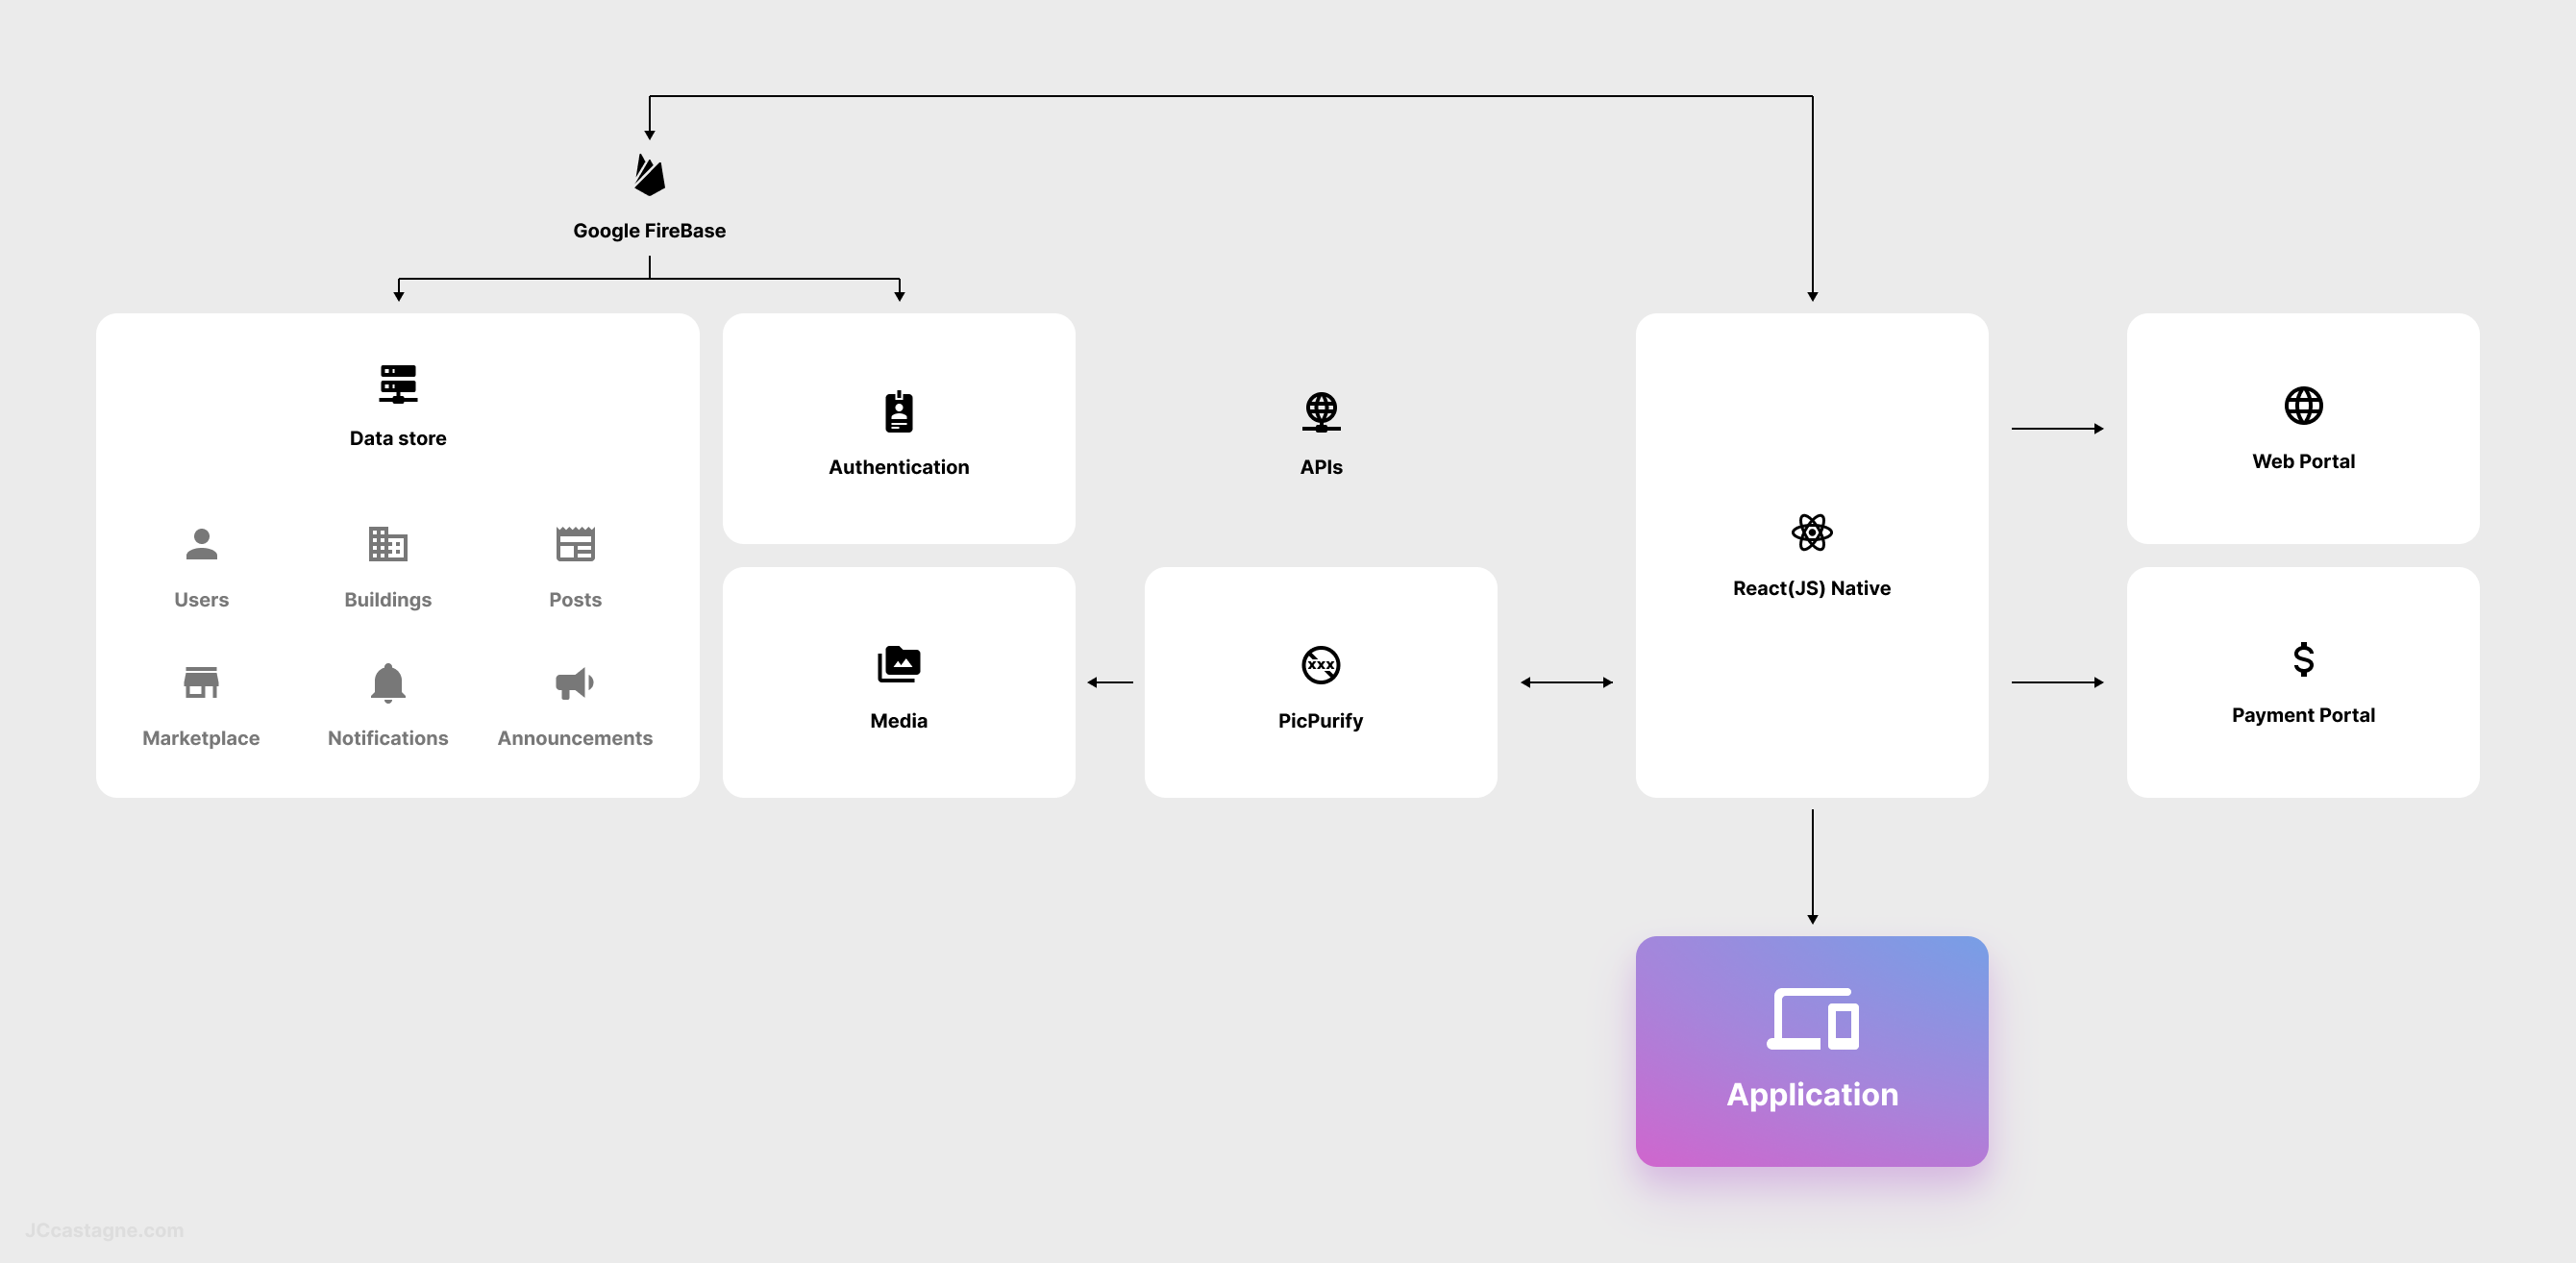 Google FireBase
Data store
Users
Buildings
Posts
Marketplace
Notifications
Announcements
Authentication
Media
APIs
xxx
PicPurify
React(JS) Native
Web Portal
$
Payment Portal
Application
JCcastagne.com